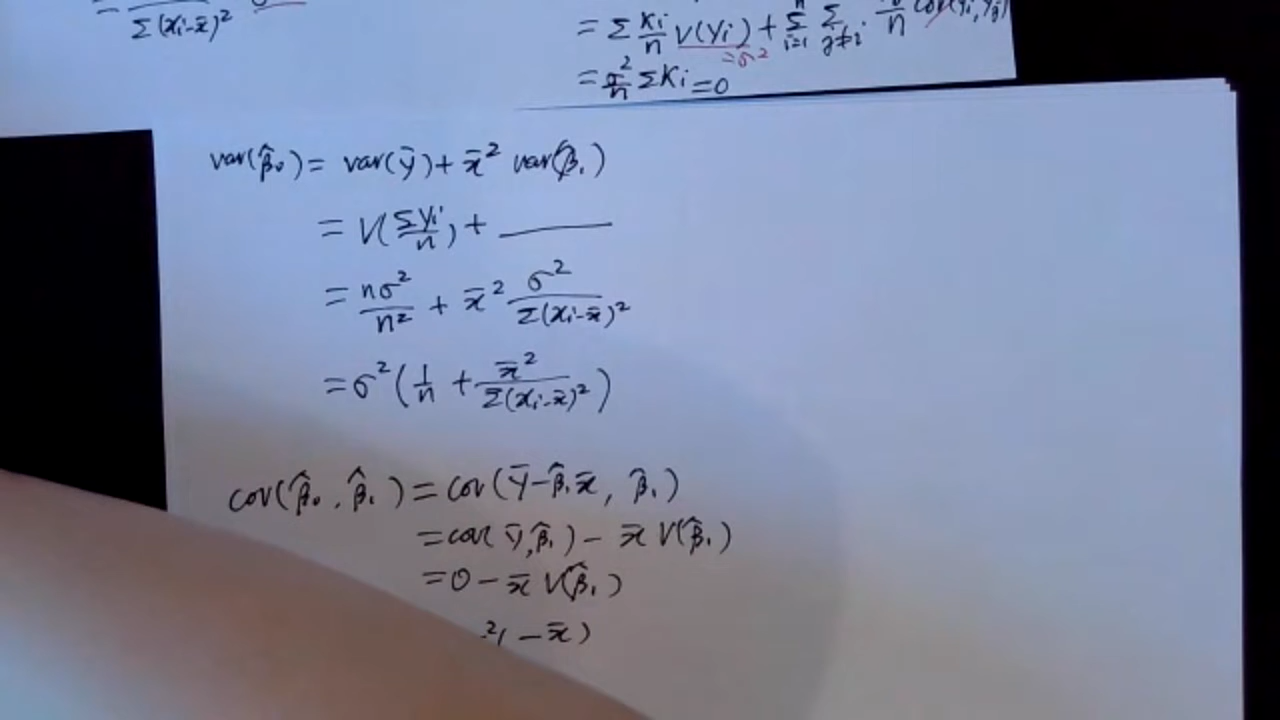 = ――― / Σ(xi-x̄)²
= Σ Ki/n V(Yi) + Σ i=1 n Σ j≠i n cov(Yi, Yj)
= σ²
= σ²/n ΣKi = 0
var(β̂₀) = var(ȳ) + x̄² var(β̂₁)
= V(ΣYi/n) + ______
= nσ²/n² + x̄² σ²/Σ(xi-x̄)²
= σ²(1/n + x̄²/Σ(xi-x̄)²)
cov(β̂₀, β̂₁) = cov(ȳ-β̂₁x̄, β̂₁)
= cov(ȳ, β̂₁) - x̄ V(β̂₁)
= 0 - x̄ V(β̂₁)
²( - x̄)